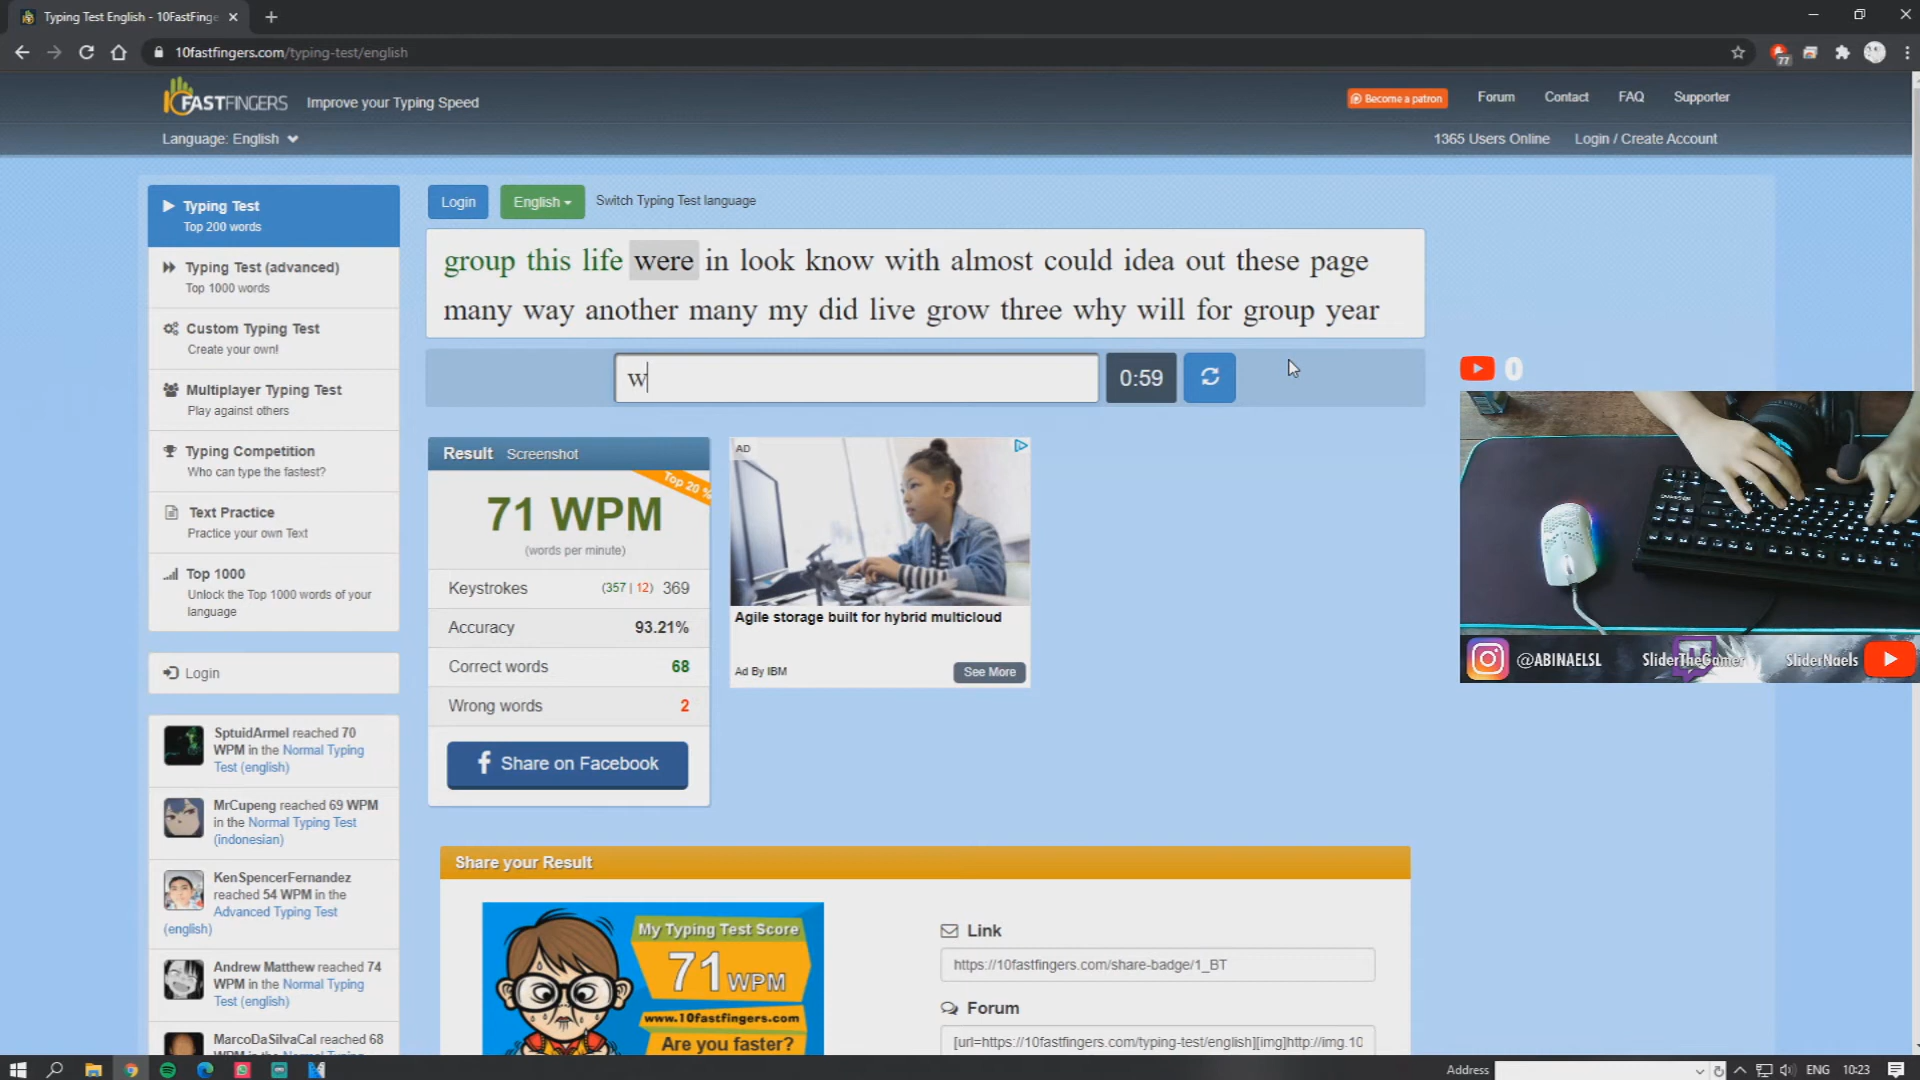 Typing Test English - 10FastFinge
10fastfingers.com/typing-test/english
77
FASTFINGERS Improve your Typing Speed
Become a patron Forum Contact FAQ Supporter
Language: English
1365 Users Online Login / Create Account
Typing Test
Top 200 words
Typing Test (advanced)
Top 1000 words
Custom Typing Test
Create your own!
Multiplayer Typing Test
Play against others
Typing Competition
Who can type the fastest?
Text Practice
Practice your own Text
Top 1000
Unlock the Top 1000 words of your
language
Login
SptuidArmel reached 70
WPM in the Normal Typing
Test (english)
MrCupeng reached 69 WPM
in the Normal Typing Test
(indonesian)
KenSpencerFernandez
reached 54 WPM in the
Advanced Typing Test
(english)
Andrew Matthew reached 74
WPM in the Normal Typing
Test (english)
MarcoDaSilvaCal reached 68
WPM in the Normal Typing
Login English Switch Typing Test language
group this life were in look know with almost could idea out these page
many way another many my did live grow three why will for group year
w
0:59
Result Screenshot
Top 20 %
71 WPM
(words per minute)
Keystrokes (357 | 12) 369
Accuracy 93.21%
Correct words 68
Wrong words 2
Share on Facebook
AD
Agile storage built for hybrid multicloud
Ad By IBM See More
0
@ABINAELSL SliderTheGamer SliderNaels
Share your Result
My Typing Test Score
71 WPM
www.10fastfingers.com
Are you faster?
Link
https://10fastfingers.com/share-badge/1_BT
Forum
[url=https://10fastfingers.com/typing-test/english][img]http://img.10
Address ENG 10:23